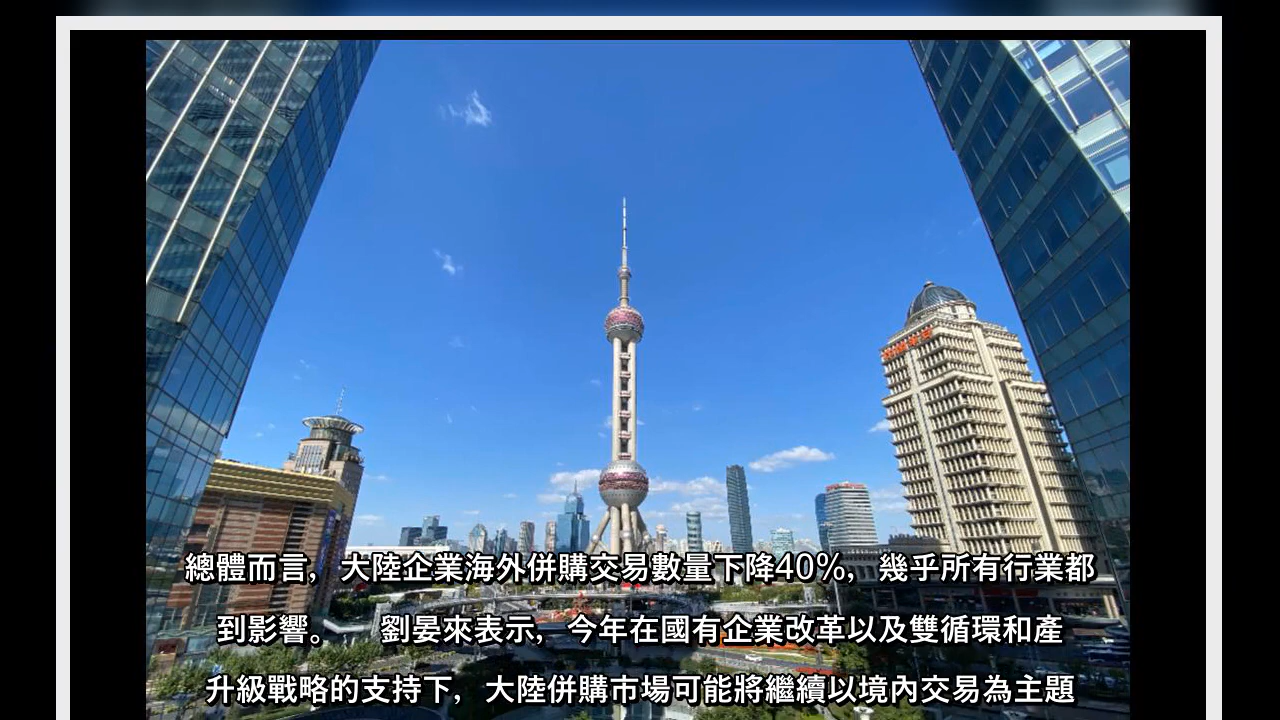 總體而言，大陸企業海外併購交易數量下降40%，幾乎所有行業都
到影響。 劉晏來表示，今年在國有企業改革以及雙循環和產
升級戰略的支持下，大陸併購市場可能將繼續以境內交易為主題